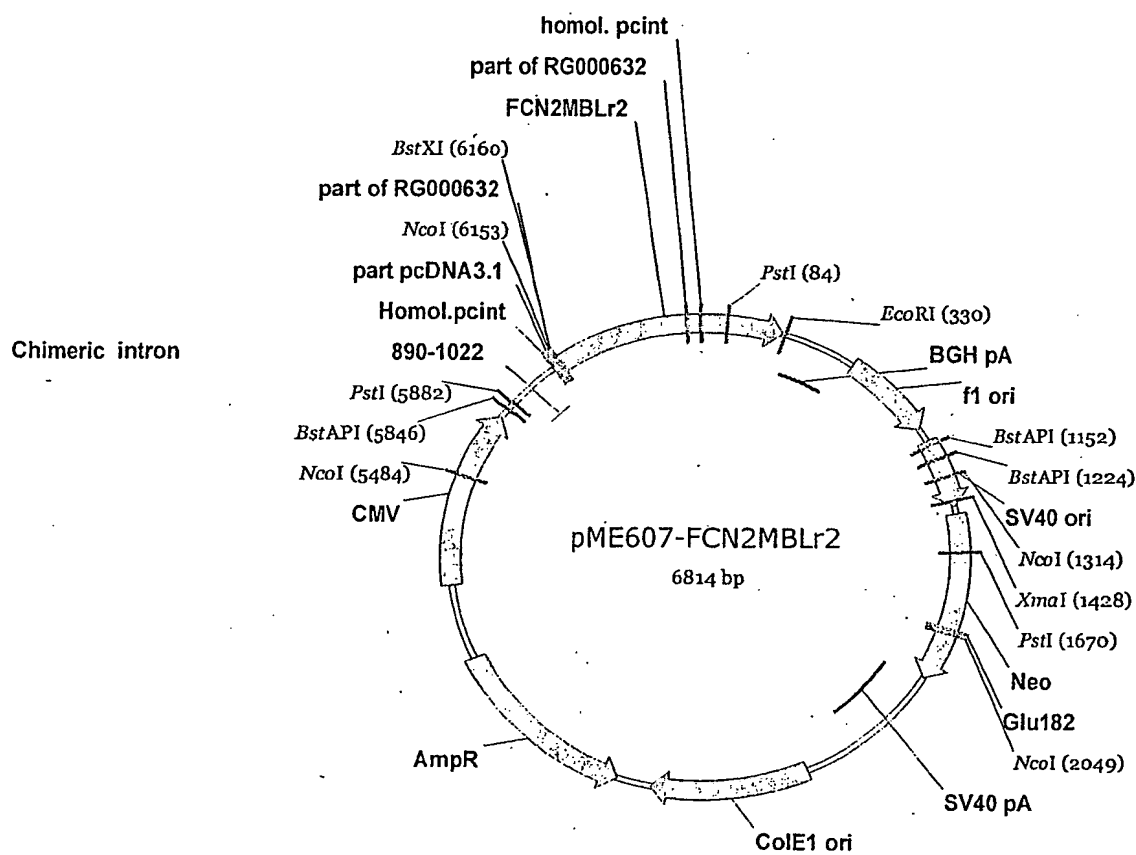 homol. pcint
part of RG000632
FCN2MBLr2
BstXI (6160)
part of RG000632
NcoI (6153)
part pcDNA3.1
Homol.pcint
Chimeric intron
890-1022
PstI (5882)
BstAPI (5846)
NcoI (5484)
CMV
PstI (84)
EcoRI (330)
BGH pA
f1 ori
BstAPI (1152)
BstAPI (1224)
SV40 ori
NcoI (1314)
XmaI (1428)
PstI (1670)
Neo
Glu182
NcoI (2049)
SV40 pA
ColE1 ori
AmpR
pME607-FCN2MBLr2
6814 bp